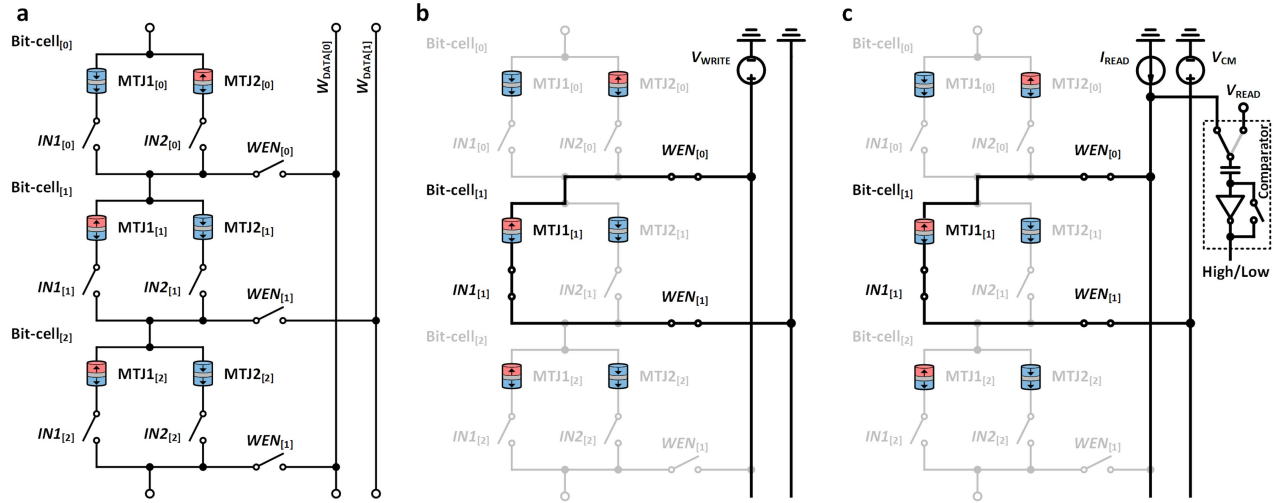 a
Bit-cell[0]
MTJ1[0]
MTJ2[0]
IN1[0]
IN2[0]
WEN[0]
WDATA[0]
WDATA[1]
Bit-cell[1]
MTJ1[1]
MTJ2[1]
IN1[1]
IN2[1]
WEN[1]
Bit-cell[2]
MTJ1[2]
MTJ2[2]
IN1[2]
IN2[2]
WEN[1]
b
Bit-cell[0]
VWRITE
MTJ1[0]
MTJ2[0]
IN1[0]
IN2[0]
WEN[0]
Bit-cell[1]
MTJ1[1]
MTJ2[1]
IN1[1]
IN2[1]
WEN[1]
Bit-cell[2]
MTJ1[2]
MTJ2[2]
IN1[2]
IN2[2]
WEN[1]
c
Bit-cell[0]
IREAD
VCM
MTJ1[0]
MTJ2[0]
VREAD
IN1[0]
IN2[0]
WEN[0]
Comparator
High/Low
Bit-cell[1]
MTJ1[1]
MTJ2[1]
IN1[1]
IN2[1]
WEN[1]
Bit-cell[2]
MTJ1[2]
MTJ2[2]
IN1[2]
IN2[2]
WEN[1]